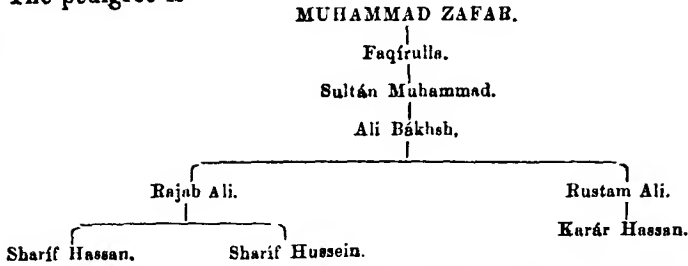 The pedigree is
MUHAMMAD ZAFAR.
Faqírulla.
Sultán Muhammad.
Ali Bákhsh.
Rajab Ali. Rustam Ali.
Karár Hassan.
Sharíf Hassan. Sharíf Hussein.